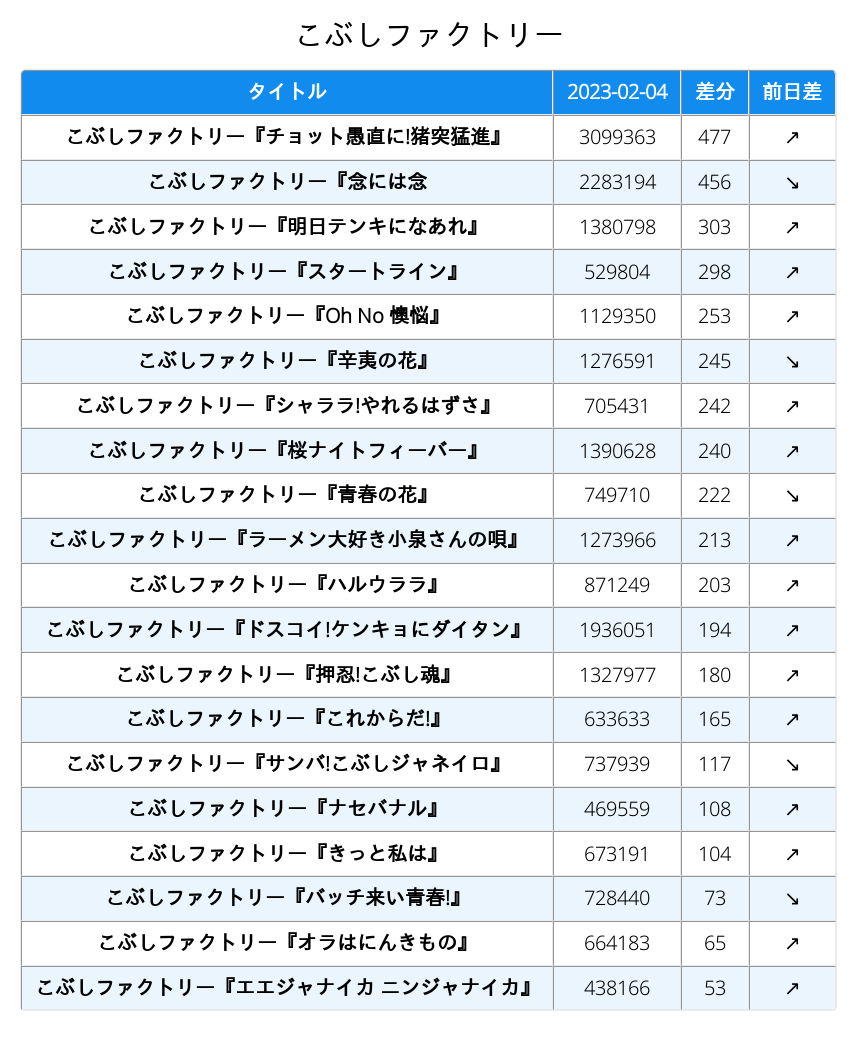 こぶしファクトリー
タイトル 2023-02-04 差分 前日差
こぶしファクトリー『チョット愚直に!猪突猛進』 3099363 477 ↗
こぶしファクトリー『念には念 2283194 456 ↘
こぶしファクトリー『明日テンキになあれ』 1380798 303 ↗
こぶしファクトリー『スタートライン』 529804 298 ↗
こぶしファクトリー『Oh No 懊悩』 1129350 253 ↗
こぶしファクトリー『辛夷の花』 1276591 245 ↘
こぶしファクトリー『シャララ!やれるはずさ』 705431 242 ↗
こぶしファクトリー『桜ナイトフィーバー』 1390628 240 ↗
こぶしファクトリー『青春の花』 749710 222 ↘
こぶしファクトリー『ラーメン大好き小泉さんの唄』 1273966 213 ↗
こぶしファクトリー『ハルウララ』 871249 203 ↗
こぶしファクトリー『ドスコイ!ケンキョにダイタン』 1936051 194 ↗
こぶしファクトリー『押忍!こぶし魂』 1327977 180 ↗
こぶしファクトリー『これからだ!』 633633 165 ↗
こぶしファクトリー『サンバ!こぶしジャネイロ』 737939 117 ↘
こぶしファクトリー『ナセバナル』 469559 108 ↗
こぶしファクトリー『きっと私は』 673191 104 ↗
こぶしファクトリー『バッチ来い青春!』 728440 73 ↘
こぶしファクトリー『オラはにんきもの』 664183 65 ↗
こぶしファクトリー『エエジャナイカ ニンジャナイカ』 438166 53 ↗